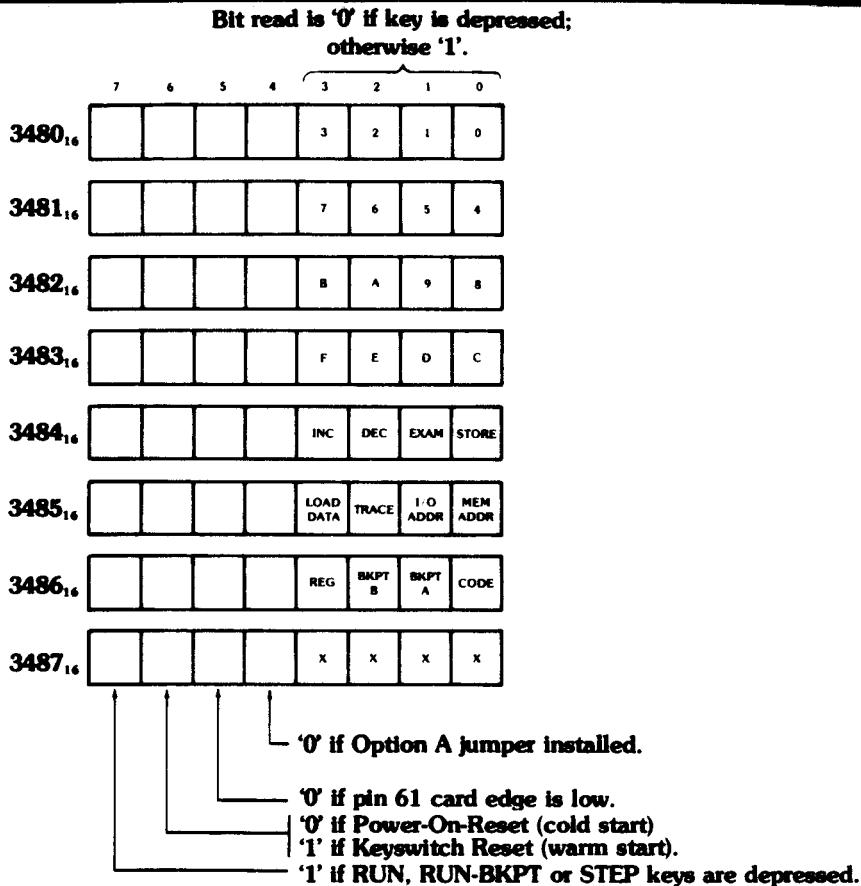 Bit read is ‘0’ if key is depressed;
otherwise ‘1’.
7 6 5 4 3 2 1 0
3480₁₆ 3 2 1 0
3481₁₆ 7 6 5 4
3482₁₆ B A 9 8
3483₁₆ F E D C
3484₁₆ INC DEC EXAM STORE
3485₁₆ LOAD DATA TRACE I/O ADDR MEM ADDR
3486₁₆ REG BKPT B BKPT A CODE
3487₁₆ X X X X
‘0’ if Option A jumper installed.
‘0’ if pin 61 card edge is low.
‘0’ if Power-On-Reset (cold start)
‘1’ if Keyswitch Reset (warm start).
‘1’ if RUN, RUN-BKPT or STEP keys are depressed.